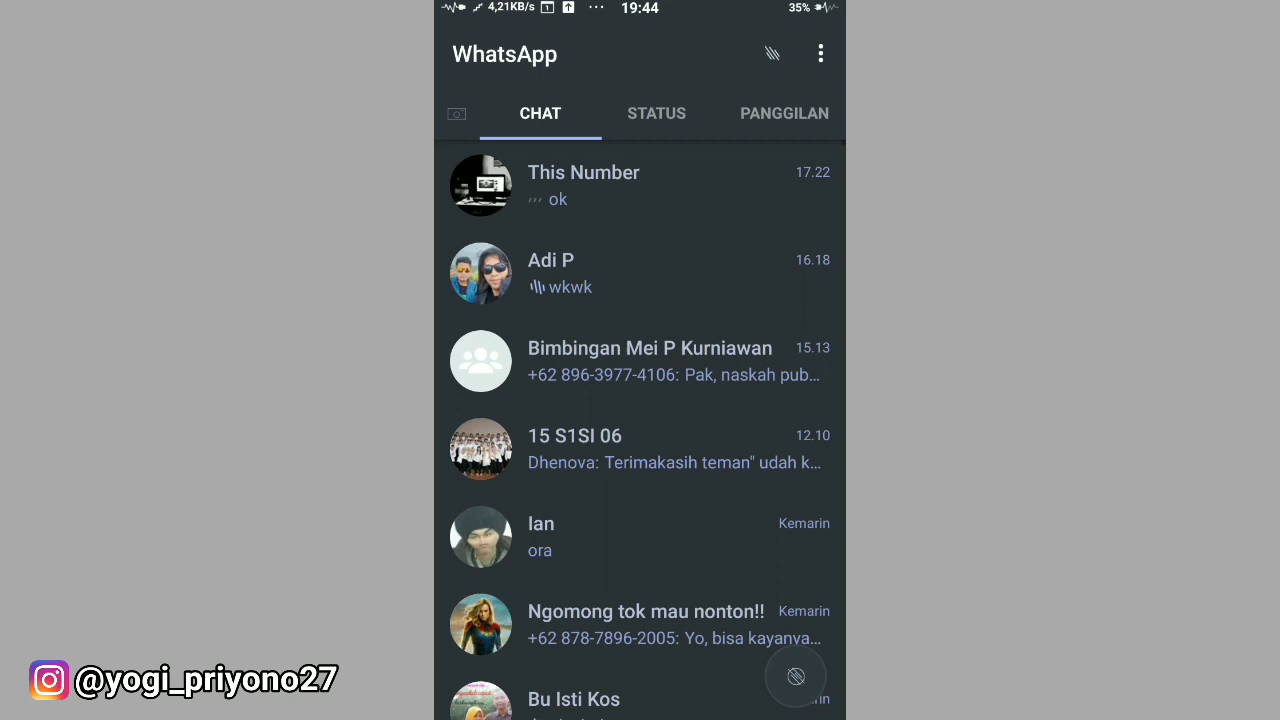 4,21KB/s 1 ... 19:44 35%
WhatsApp
CHAT STATUS PANGGILAN
This Number 17.22
ok
Adi P 16.18
wkwk
Bimbingan Mei P Kurniawan 15.13
+62 896-3977-4106: Pak, naskah pub...
15 S1SI 06 12.10
Dhenova: Terimakasih teman" udah k...
Ian Kemarin
ora
Ngomong tok mau nonton!! Kemarin
+62 878-7896-2005: Yo, bisa kayanya...
Bu Isti Kos
@yogi_priyono27